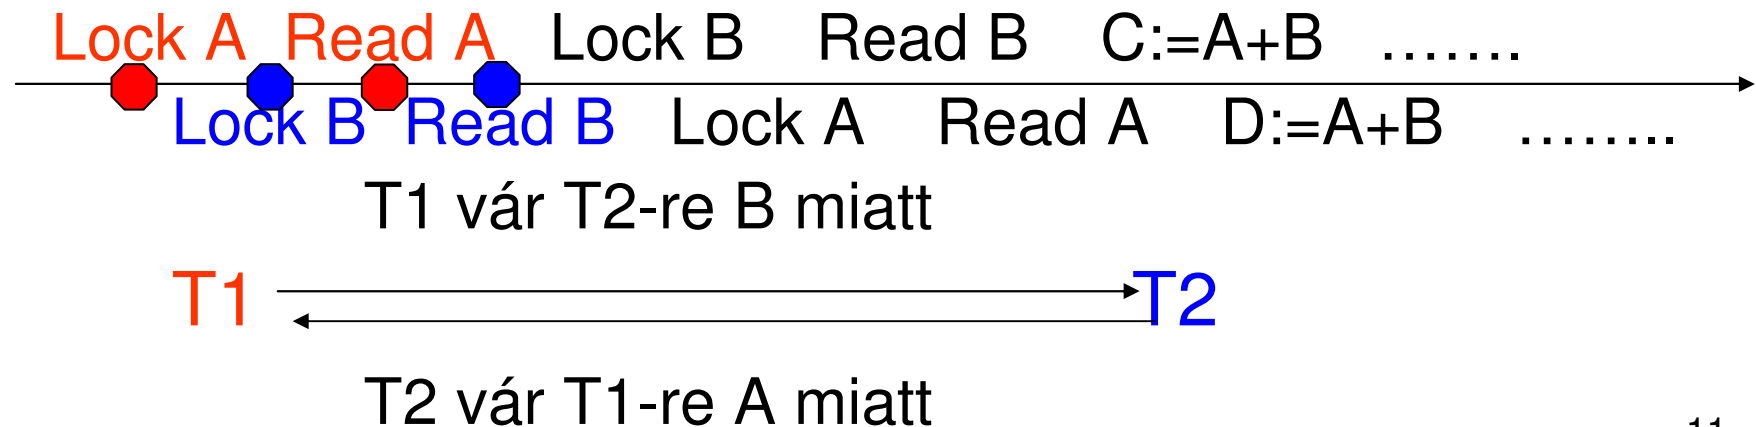 Lock A Read A Lock B Read B C:=A+B …….
Lock B Read B Lock A Read A D:=A+B ……..
T1 vár T2-re B miatt
T1 T2
T2 vár T1-re A miatt
11